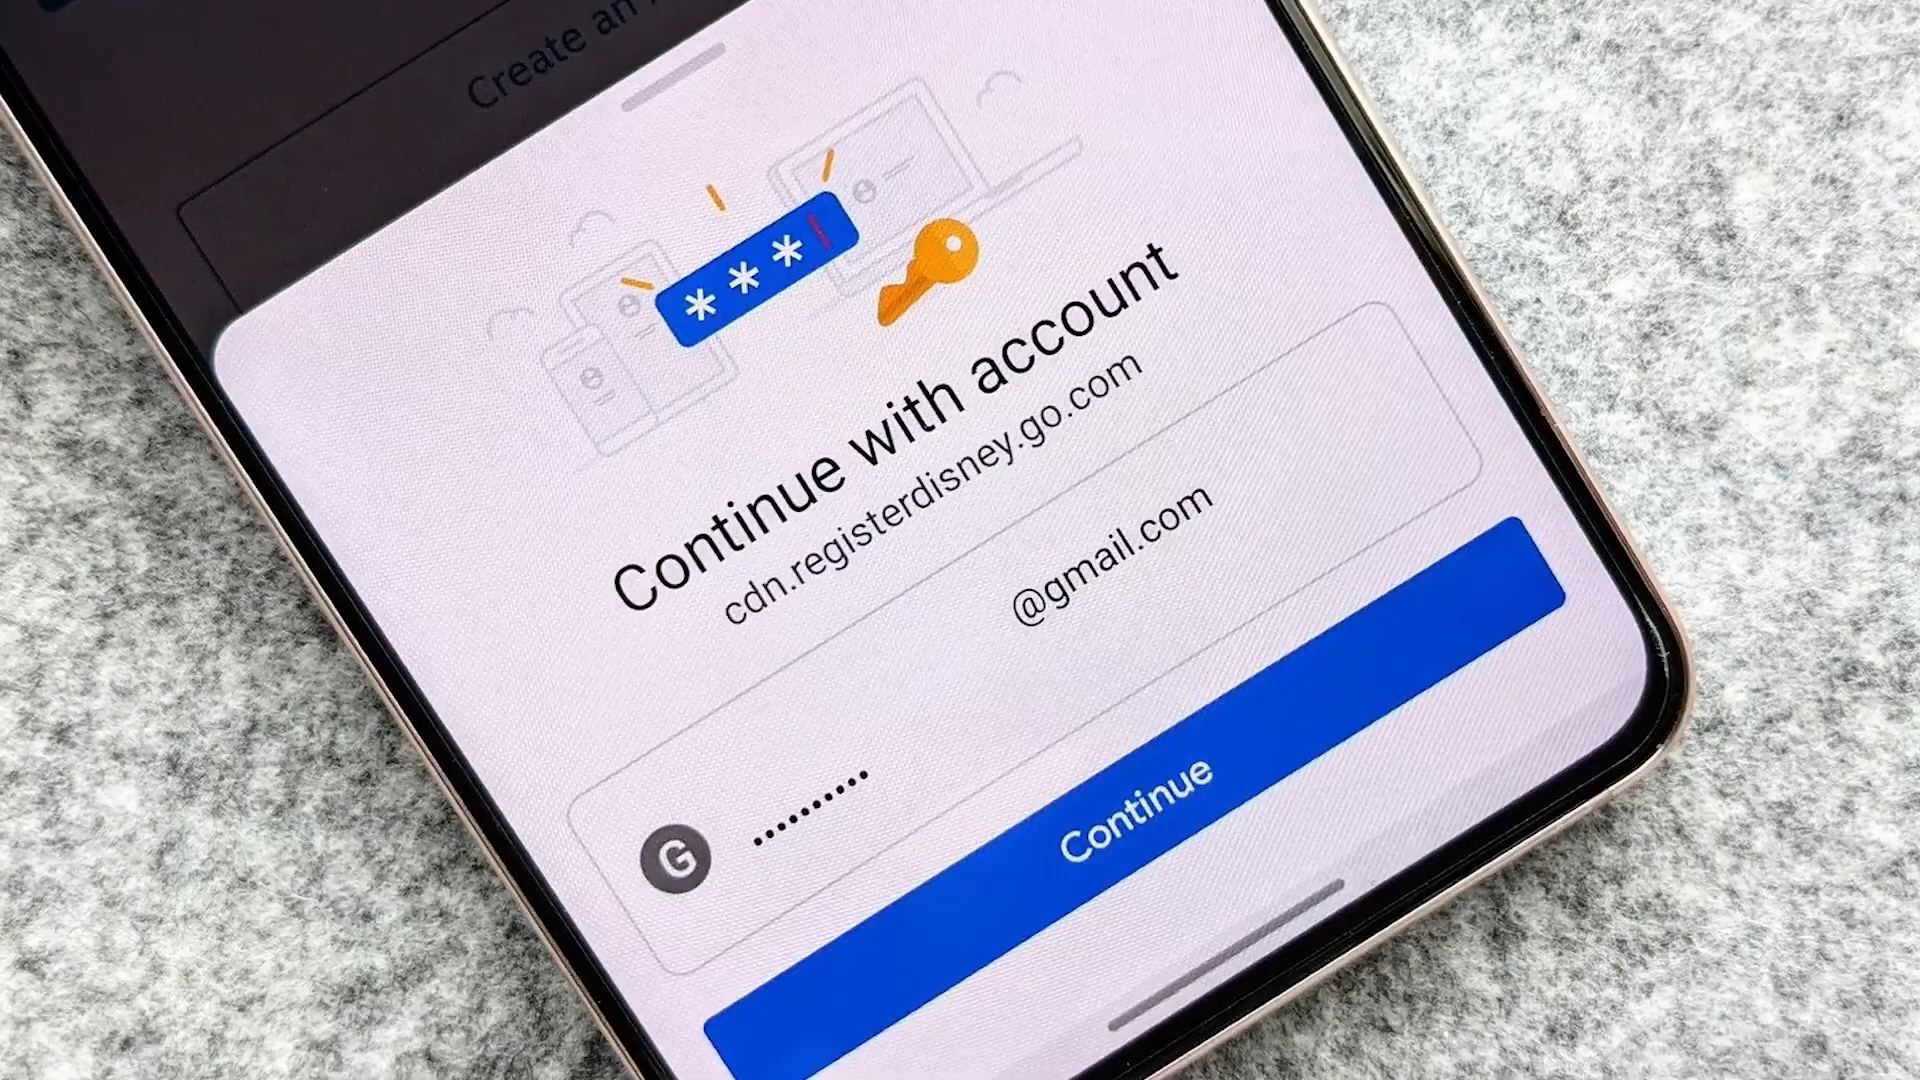 Create an
***
Continue with account
cdn.registerdisney.go.com
@gmail.com
G ··········
Continue